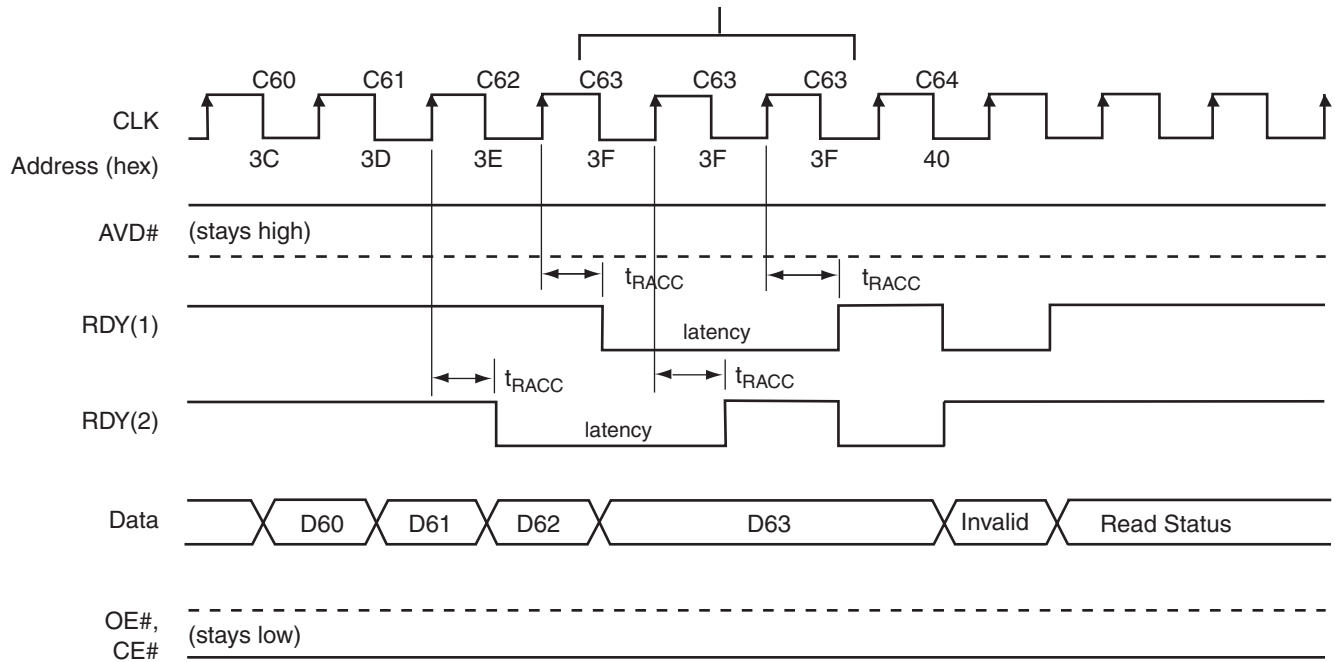 C60 C61 C62 C63 C63 C63 C64
CLK
Address (hex) 3C 3D 3E 3F 3F 3F 40
AVD# (stays high)
tRACC tRACC
RDY(1) latency
tRACC tRACC
RDY(2) latency
Data D60 D61 D62 D63 Invalid Read Status
OE#,
CE# (stays low)